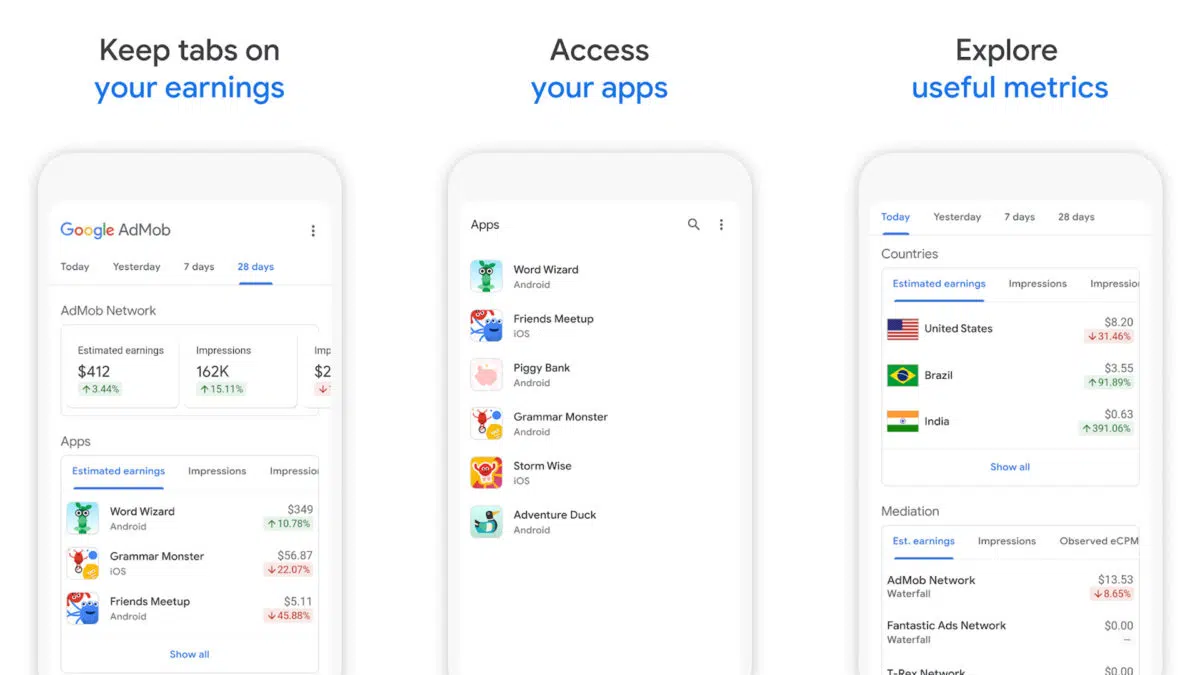 Keep tabs on
your earnings
Google AdMob
Today Yesterday 7 days 28 days
AdMob Network
Estimated earnings Impressions Imp
$412 162K $2
↑3.44% ↑15.11% ↓
Apps
Estimated earnings Impressions Impression
Word Wizard $349
Android ↑10.78%
Grammar Monster $56.87
iOS ↓22.07%
Friends Meetup $5.11
Android ↓45.88%
Show all
Access
your apps
Apps
Word Wizard
Android
Friends Meetup
iOS
Piggy Bank
Android
Grammar Monster
Android
Storm Wise
iOS
Adventure Duck
Android
Explore
useful metrics
Today Yesterday 7 days 28 days
Countries
Estimated earnings Impressions Impression
United States $8.20
↓31.46%
Brazil $3.55
↑91.89%
India $0.63
↑391.06%
Show all
Mediation
Est. earnings Impressions Observed eCPM
AdMob Network $13.53
Waterfall ↓8.65%
Fantastic Ads Network $0.00
Waterfall –
T-Rex Network $0.00